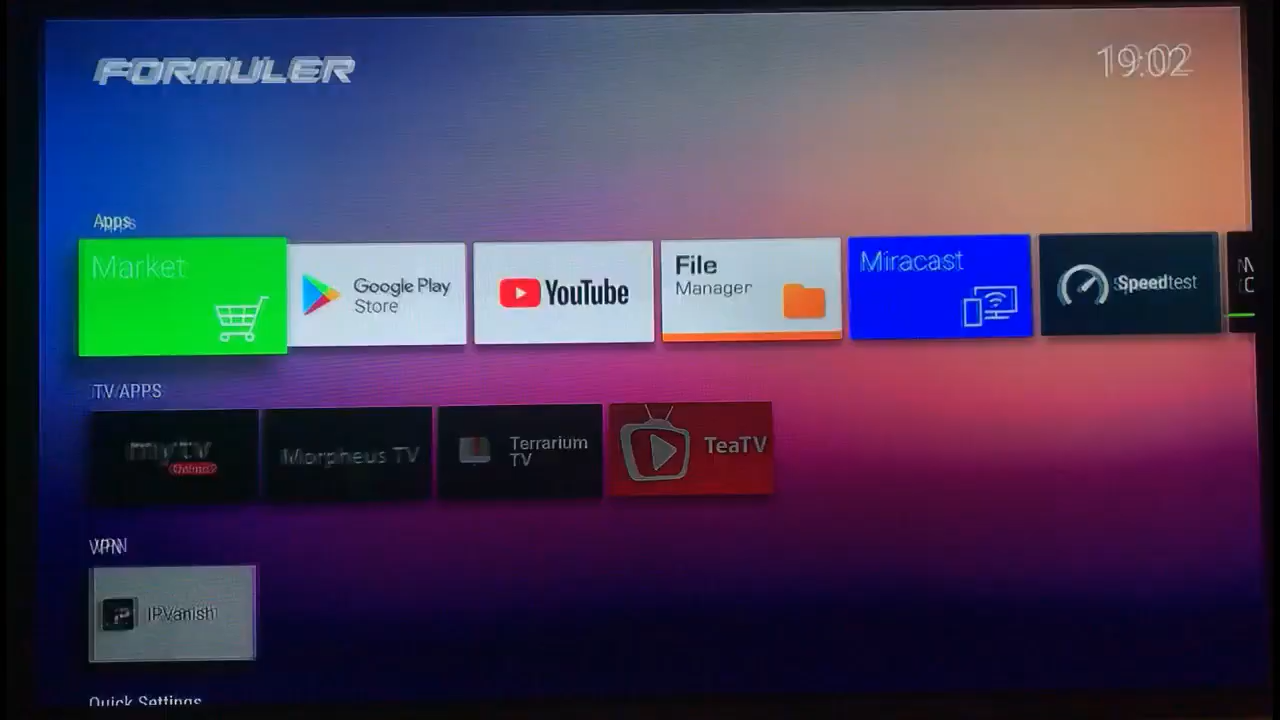 FORMULER
19:02
Apps
Market
Google Play
Store
YouTube
File
Manager
Miracast
Speedtest
TV APPS
mytv
Online
Morpheus TV
Terrarium
TV
TeaTV
VPN
IPVanish
Quick Settings